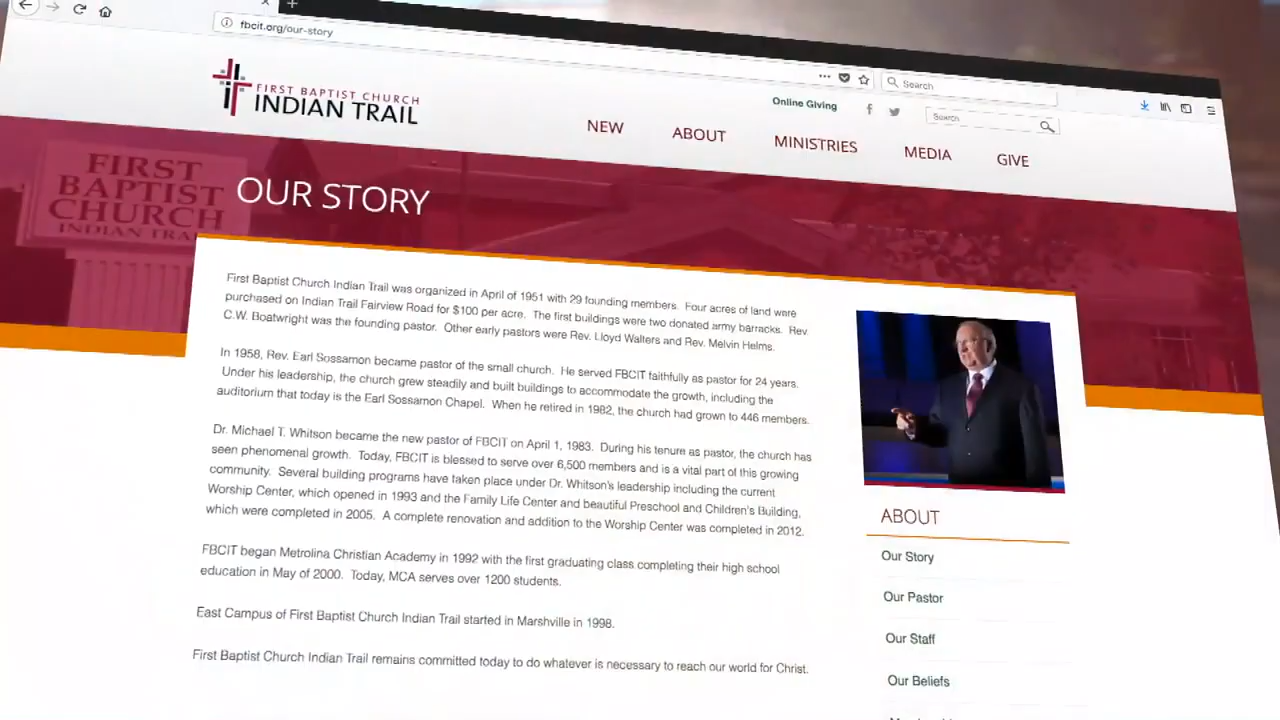 fbcit.org/our-story
Search
FIRST BAPTIST CHURCH
INDIAN TRAIL
Online Giving
Search
NEW
ABOUT
MINISTRIES
MEDIA
GIVE
FIRST
BAPTIST
CHURCH
INDIAN TRAI
OUR STORY
First Baptist Church Indian Trail was organized in April of 1951 with 29 founding members. Four acres of land were
purchased on Indian Trail Fairview Road for $100 per acre. The first buildings were two donated army barracks. Rev.
C.W. Boatwright was the founding pastor. Other early pastors were Rev. Lloyd Walters and Rev. Melvin Helms.
In 1958, Rev. Earl Sossamon became pastor of the small church. He served FBCIT faithfully as pastor for 24 years.
Under his leadership, the church grew steadily and built buildings to accommodate the growth, including the
auditorium that today is the Earl Sossamon Chapel. When he retired in 1982, the church had grown to 446 members.
Dr. Michael T. Whitson became the new pastor of FBCIT on April 1, 1983. During his tenure as pastor, the church has
seen phenomenal growth. Today, FBCIT is blessed to serve over 6,500 members and is a vital part of this growing
community. Several building programs have taken place under Dr. Whitson's leadership including the current
Worship Center, which opened in 1993 and the Family Life Center and beautiful Preschool and Children's Building,
which were completed in 2005. A complete renovation and addition to the Worship Center was completed in 2012.
FBCIT began Metrolina Christian Academy in 1992 with the first graduating class completing their high school
education in May of 2000. Today, MCA serves over 1200 students.
East Campus of First Baptist Church Indian Trail started in Marshville in 1998.
First Baptist Church Indian Trail remains committed today to do whatever is necessary to reach our world for Christ.
ABOUT
Our Story
Our Pastor
Our Staff
Our Beliefs